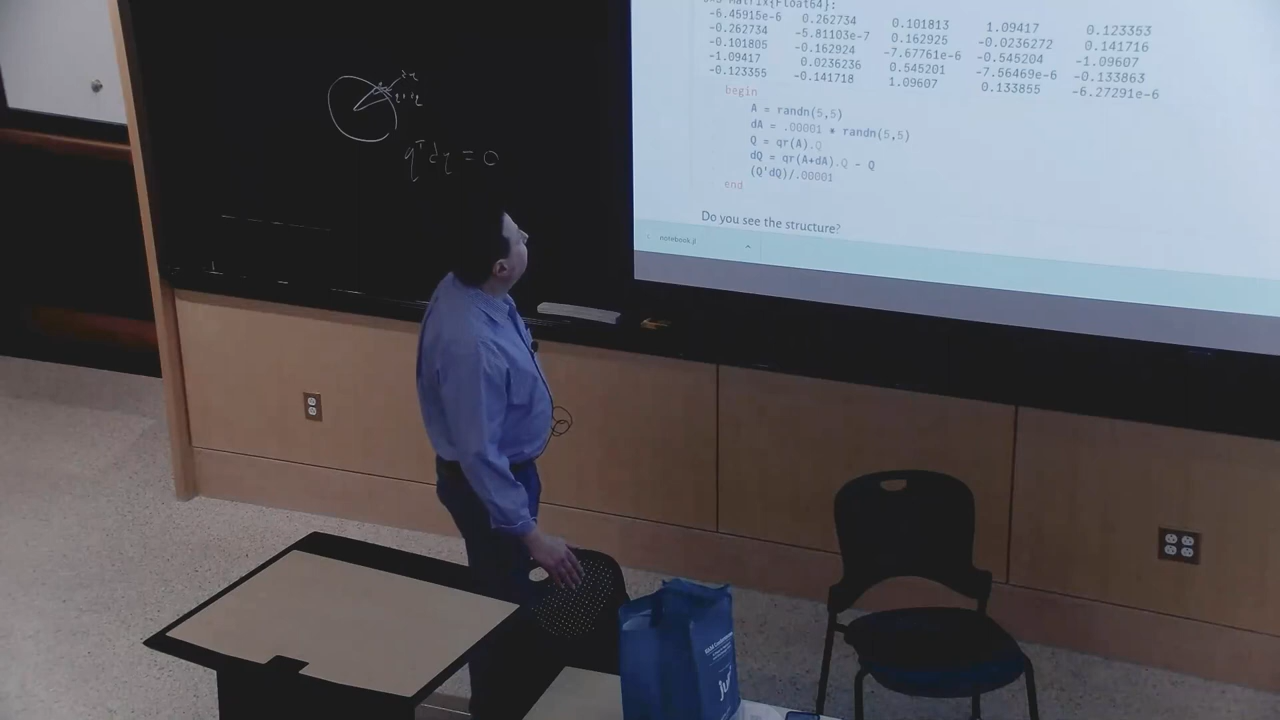 qᵀdq = 0
5×5 Matrix{Float64}:
-6.45915e-6 0.262734 0.101813 1.09417 0.123353
-0.262734 -5.81103e-7 0.162925 -0.0236272 0.141716
-0.101805 -0.162924 -7.67761e-6 -0.545204 -1.09607
-1.09417 0.0236236 0.545201 -7.56469e-6 -0.133863
-0.123355 -0.141718 1.09607 0.133855 -6.27291e-6
begin
A = randn(5,5)
dA = .00001 * randn(5,5)
Q = qr(A).Q
dQ = qr(A+dA).Q - Q
(Q'dQ)/.00001
end
Do you see the structure?
notebook.jl